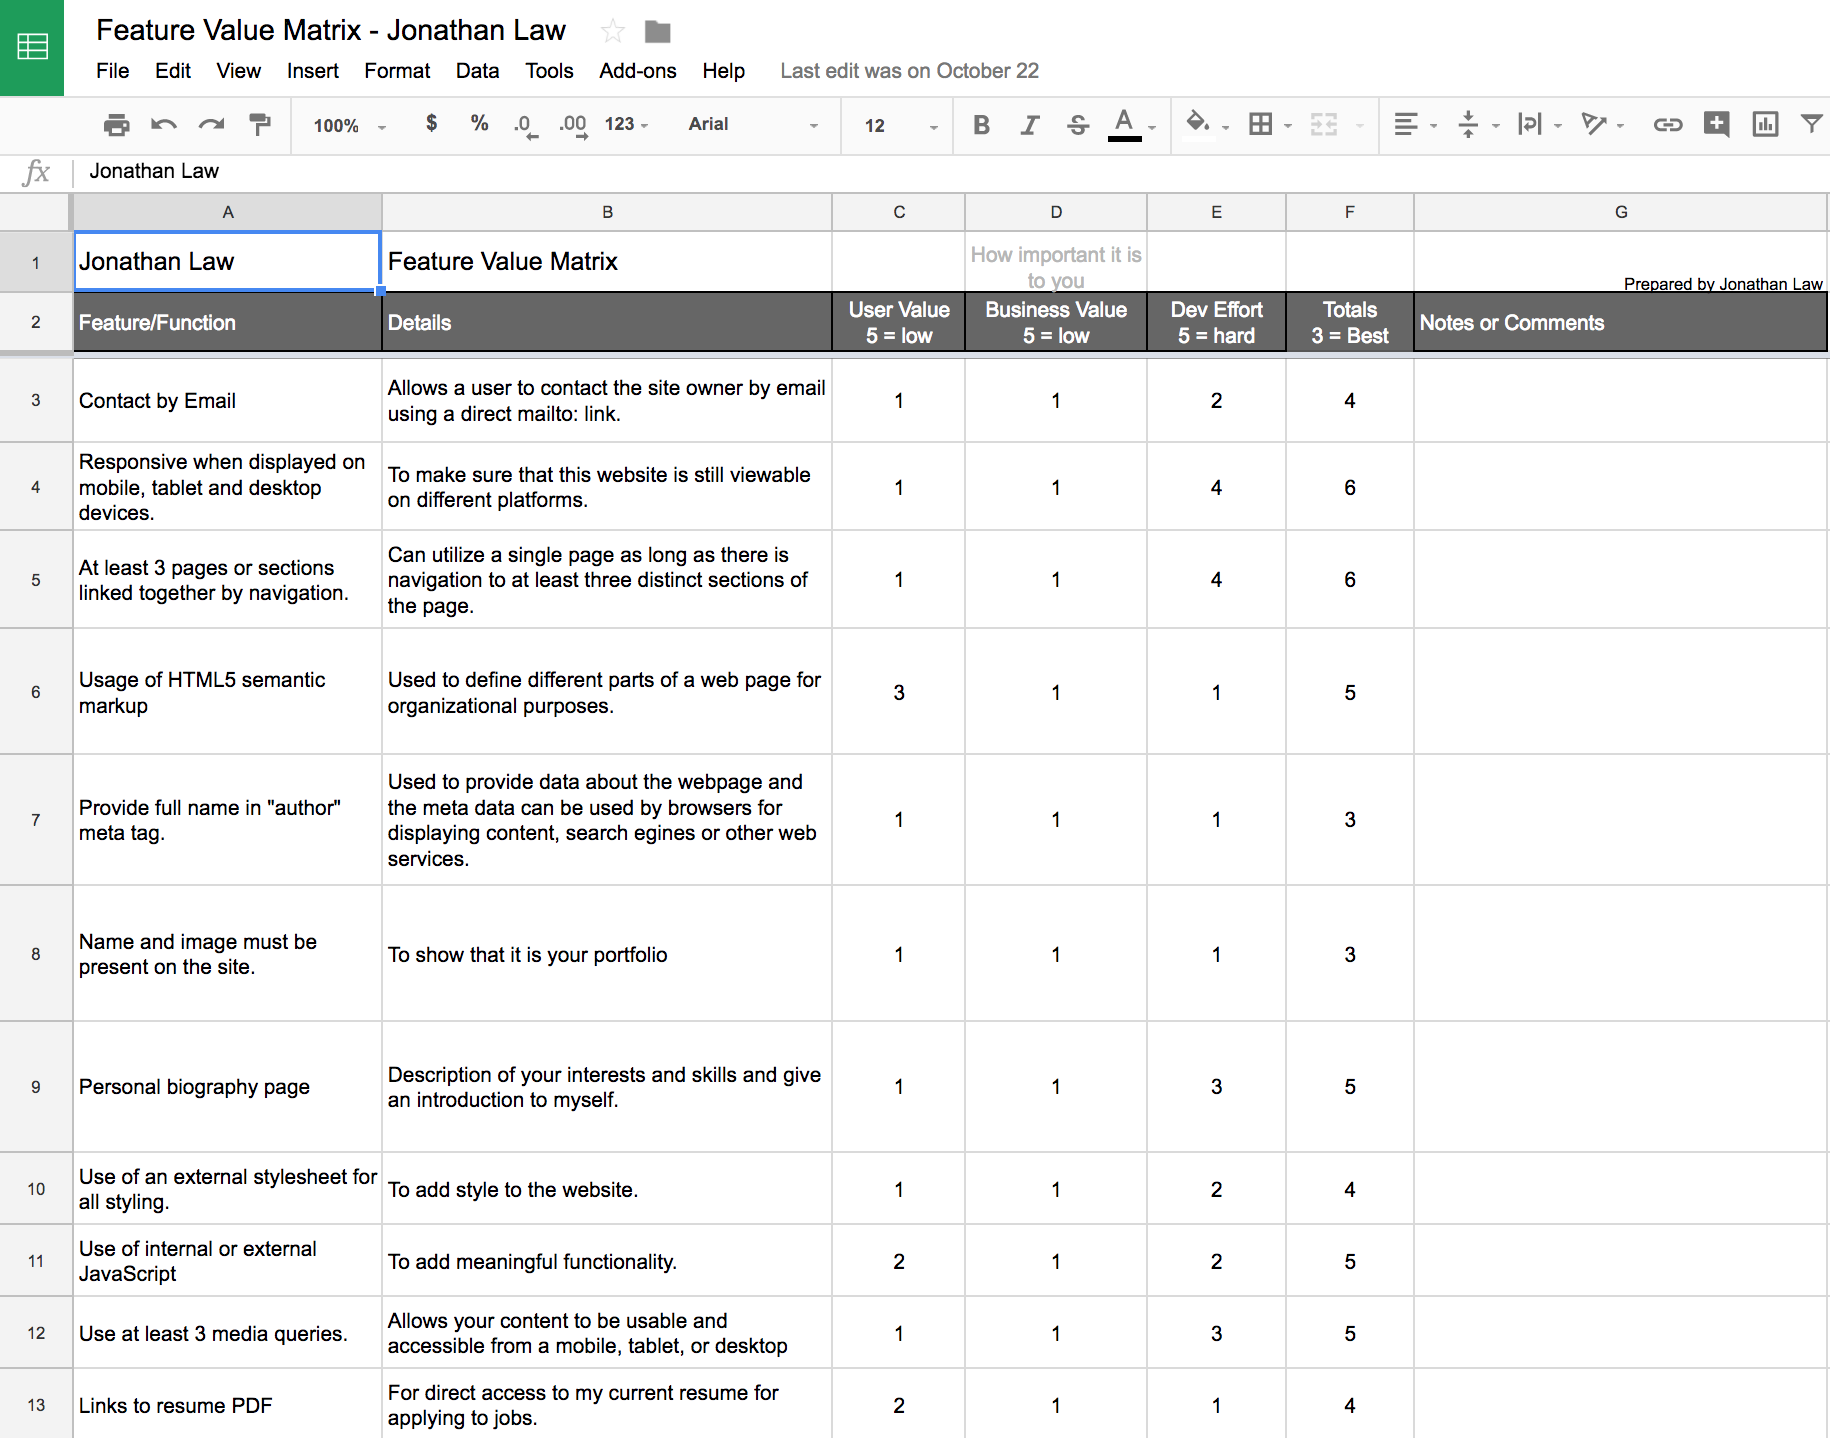 Feature Value Matrix - Jonathan Law
File Edit View Insert Format Data Tools Add-ons Help Last edit was on October 22
100% $ % .0 .00 123 Arial 12 B I S A
fx Jonathan Law
A B C D E F G
1 Jonathan Law Feature Value Matrix
How important it is
to you
Prepared by Jonathan Law
2 Feature/Function Details
User Value
5 = low
Business Value
5 = low
Dev Effort
5 = hard
Totals
3 = Best
Notes or Comments
3 Contact by Email
Allows a user to contact the site owner by email
using a direct mailto: link.
1 1 2 4
4
Responsive when displayed on
mobile, tablet and desktop
devices.
To make sure that this website is still viewable
on different platforms.
1 1 4 6
5
At least 3 pages or sections
linked together by navigation.
Can utilize a single page as long as there is
navigation to at least three distinct sections of
the page.
1 1 4 6
6
Usage of HTML5 semantic
markup
Used to define different parts of a web page for
organizational purposes.
3 1 1 5
7
Provide full name in "author"
meta tag.
Used to provide data about the webpage and
the meta data can be used by browsers for
displaying content, search egines or other web
services.
1 1 1 3
8
Name and image must be
present on the site.
To show that it is your portfolio
1 1 1 3
9 Personal biography page
Description of your interests and skills and give
an introduction to myself.
1 1 3 5
10
Use of an external stylesheet for
all styling.
To add style to the website.
1 1 2 4
11
Use of internal or external
JavaScript
To add meaningful functionality.
2 1 2 5
12 Use at least 3 media queries.
Allows your content to be usable and
accessible from a mobile, tablet, or desktop
1 1 3 5
13 Links to resume PDF
For direct access to my current resume for
applying to jobs.
2 1 1 4